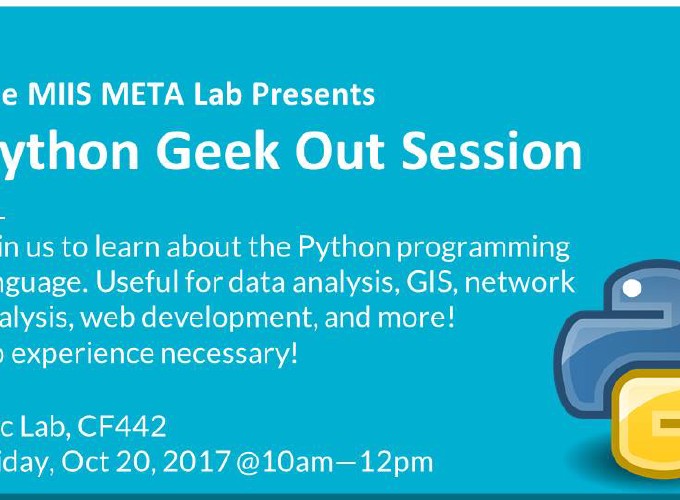 e MIIS META Lab Presents
ython Geek Out Session
in us to learn about the Python programming
nguage. Useful for data analysis, GIS, network
alysis, web development, and more!
o experience necessary!
c Lab, CF442
iday, Oct 20, 2017 @10am—12pm